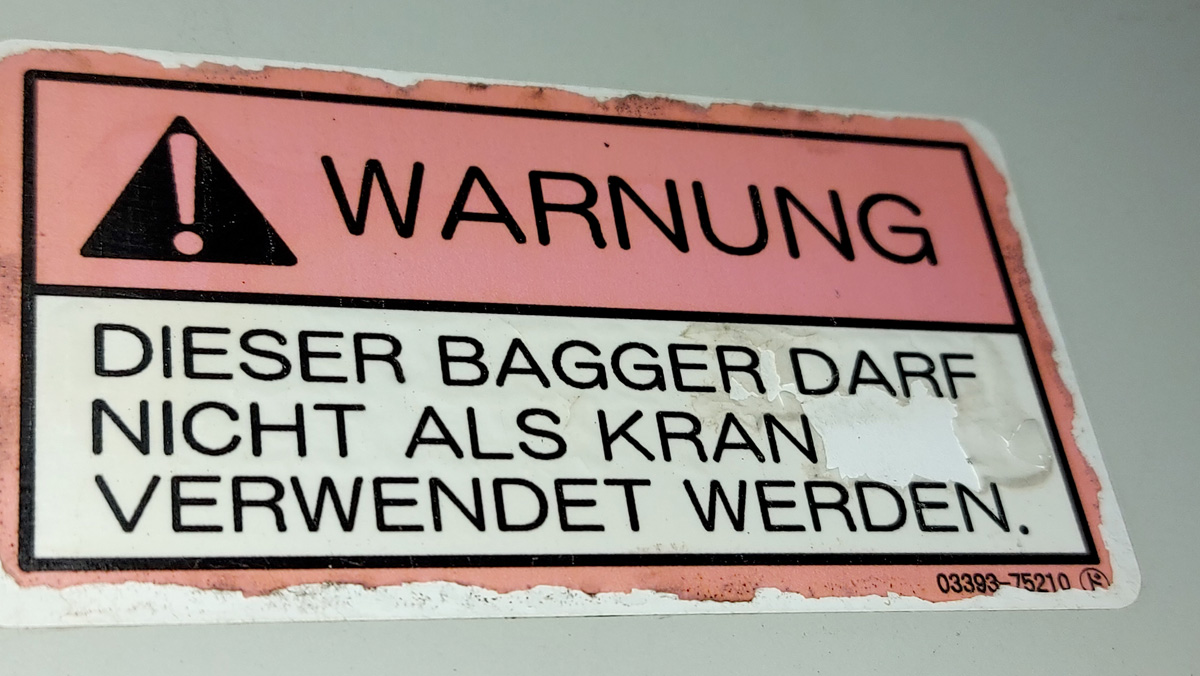 WARNUNG
DIESER BAGGER DARF
NICHT ALS KRAN
VERWENDET WERDEN.
03393-75210